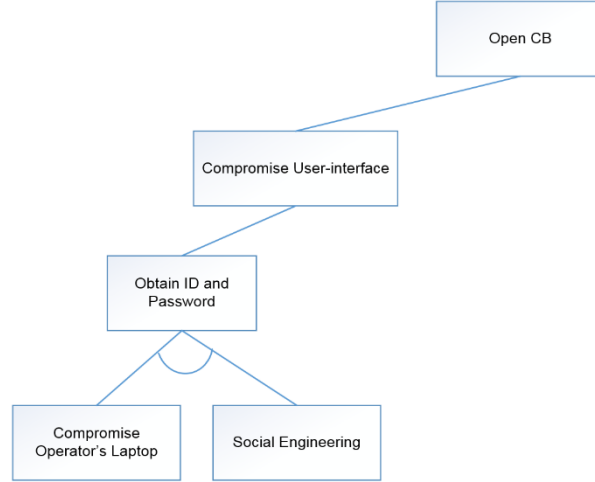 Open CB
Compromise User-interface
Obtain ID and
Password
Compromise
Operator's Laptop
Social Engineering